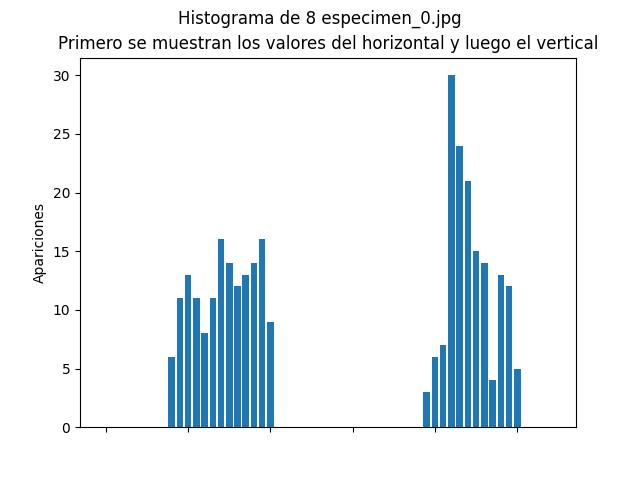 Histograma de 8 especimen_0.jpg
Primero se muestran los valores del horizontal y luego el vertical
30
25
20
15
10
5
0
Apariciones